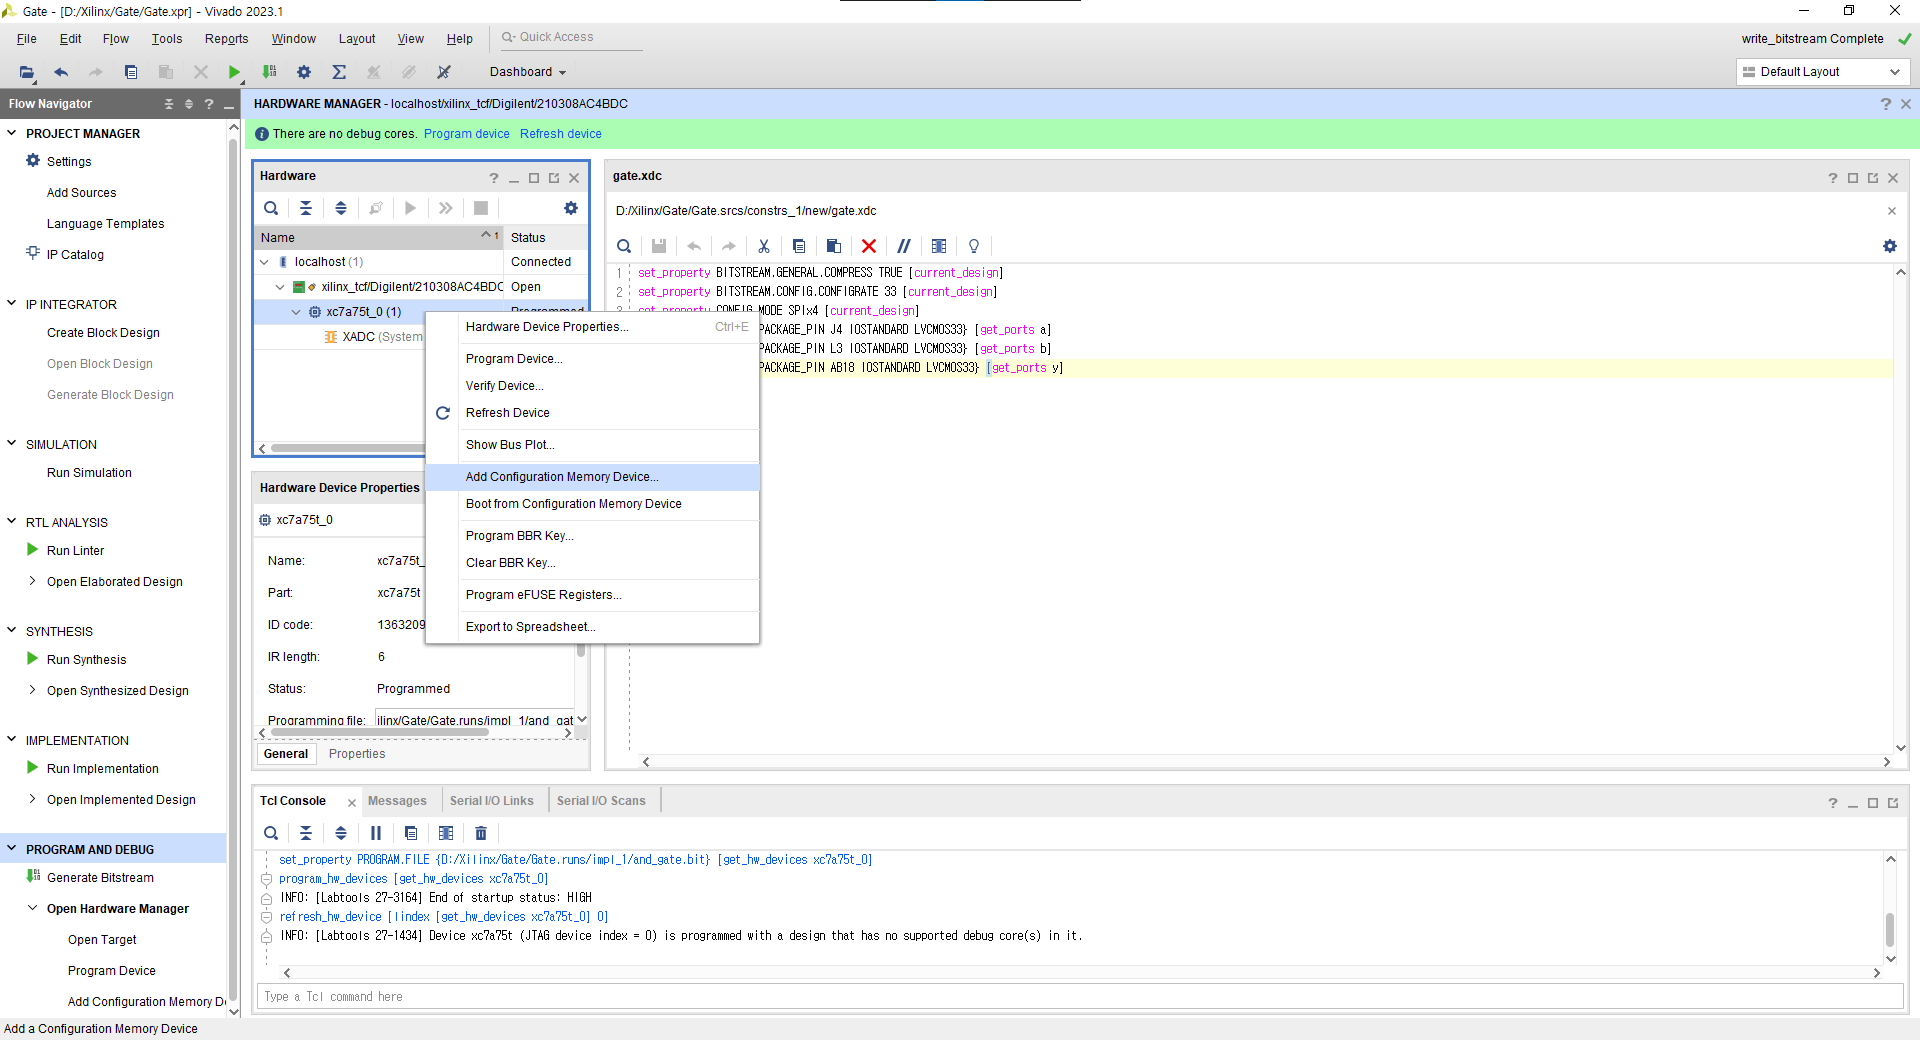 Gate - [D:/Xilinx/Gate/Gate.xpr] - Vivado 2023.1
File Edit Flow Tools Reports Window Layout View Help Quick Access
write_bitstream Complete
Dashboard
Default Layout
Flow Navigator
HARDWARE MANAGER - localhost/xilinx_tcf/Digilent/210308AC4BDC
There are no debug cores. Program device Refresh device
PROJECT MANAGER
Settings
Add Sources
Language Templates
IP Catalog
IP INTEGRATOR
Create Block Design
Open Block Design
Generate Block Design
SIMULATION
Run Simulation
RTL ANALYSIS
Run Linter
Open Elaborated Design
SYNTHESIS
Run Synthesis
Open Synthesized Design
IMPLEMENTATION
Run Implementation
Open Implemented Design
PROGRAM AND DEBUG
Generate Bitstream
Open Hardware Manager
Open Target
Program Device
Add Configuration Memory D
Hardware
Name 1 Status
localhost (1) Connected
xilinx_tcf/Digilent/210308AC4BDC Open
xc7a75t_0 (1) Programmed
XADC (System
Hardware Device Properties... Ctrl+E
Program Device...
Verify Device...
Refresh Device
Show Bus Plot...
Add Configuration Memory Device...
Boot from Configuration Memory Device
Program BBR Key...
Clear BBR Key...
Program eFUSE Registers...
Export to Spreadsheet...
Hardware Device Properties
xc7a75t_0
Name: xc7a75t_
Part: xc7a75t
ID code: 1363209
IR length: 6
Status: Programmed
Programming file: ilinx/Gate/Gate.runs/impl_1/and_gat
General Properties
gate.xdc
D:/Xilinx/Gate/Gate.srcs/constrs_1/new/gate.xdc
1 set_property BITSTREAM.GENERAL.COMPRESS TRUE [current_design]
2 set_property BITSTREAM.CONFIG.CONFIGRATE 33 [current_design]
set_property CONFIG_MODE SPIx4 [current_design]
PACKAGE_PIN J4 IOSTANDARD LVCMOS33} [get_ports a]
PACKAGE_PIN L3 IOSTANDARD LVCMOS33} [get_ports b]
PACKAGE_PIN AB18 IOSTANDARD LVCMOS33} [get_ports y]
Tcl Console Messages Serial I/O Links Serial I/O Scans
set_property PROGRAM.FILE {D:/Xilinx/Gate/Gate.runs/impl_1/and_gate.bit} [get_hw_devices xc7a75t_0]
program_hw_devices [get_hw_devices xc7a75t_0]
INFO: [Labtools 27-3164] End of startup status: HIGH
refresh_hw_device [lindex [get_hw_devices xc7a75t_0] 0]
INFO: [Labtools 27-1434] Device xc7a75t (JTAG device index = 0) is programmed with a design that has no supported debug core(s) in it.
Type a Tcl command here
Add a Configuration Memory Device